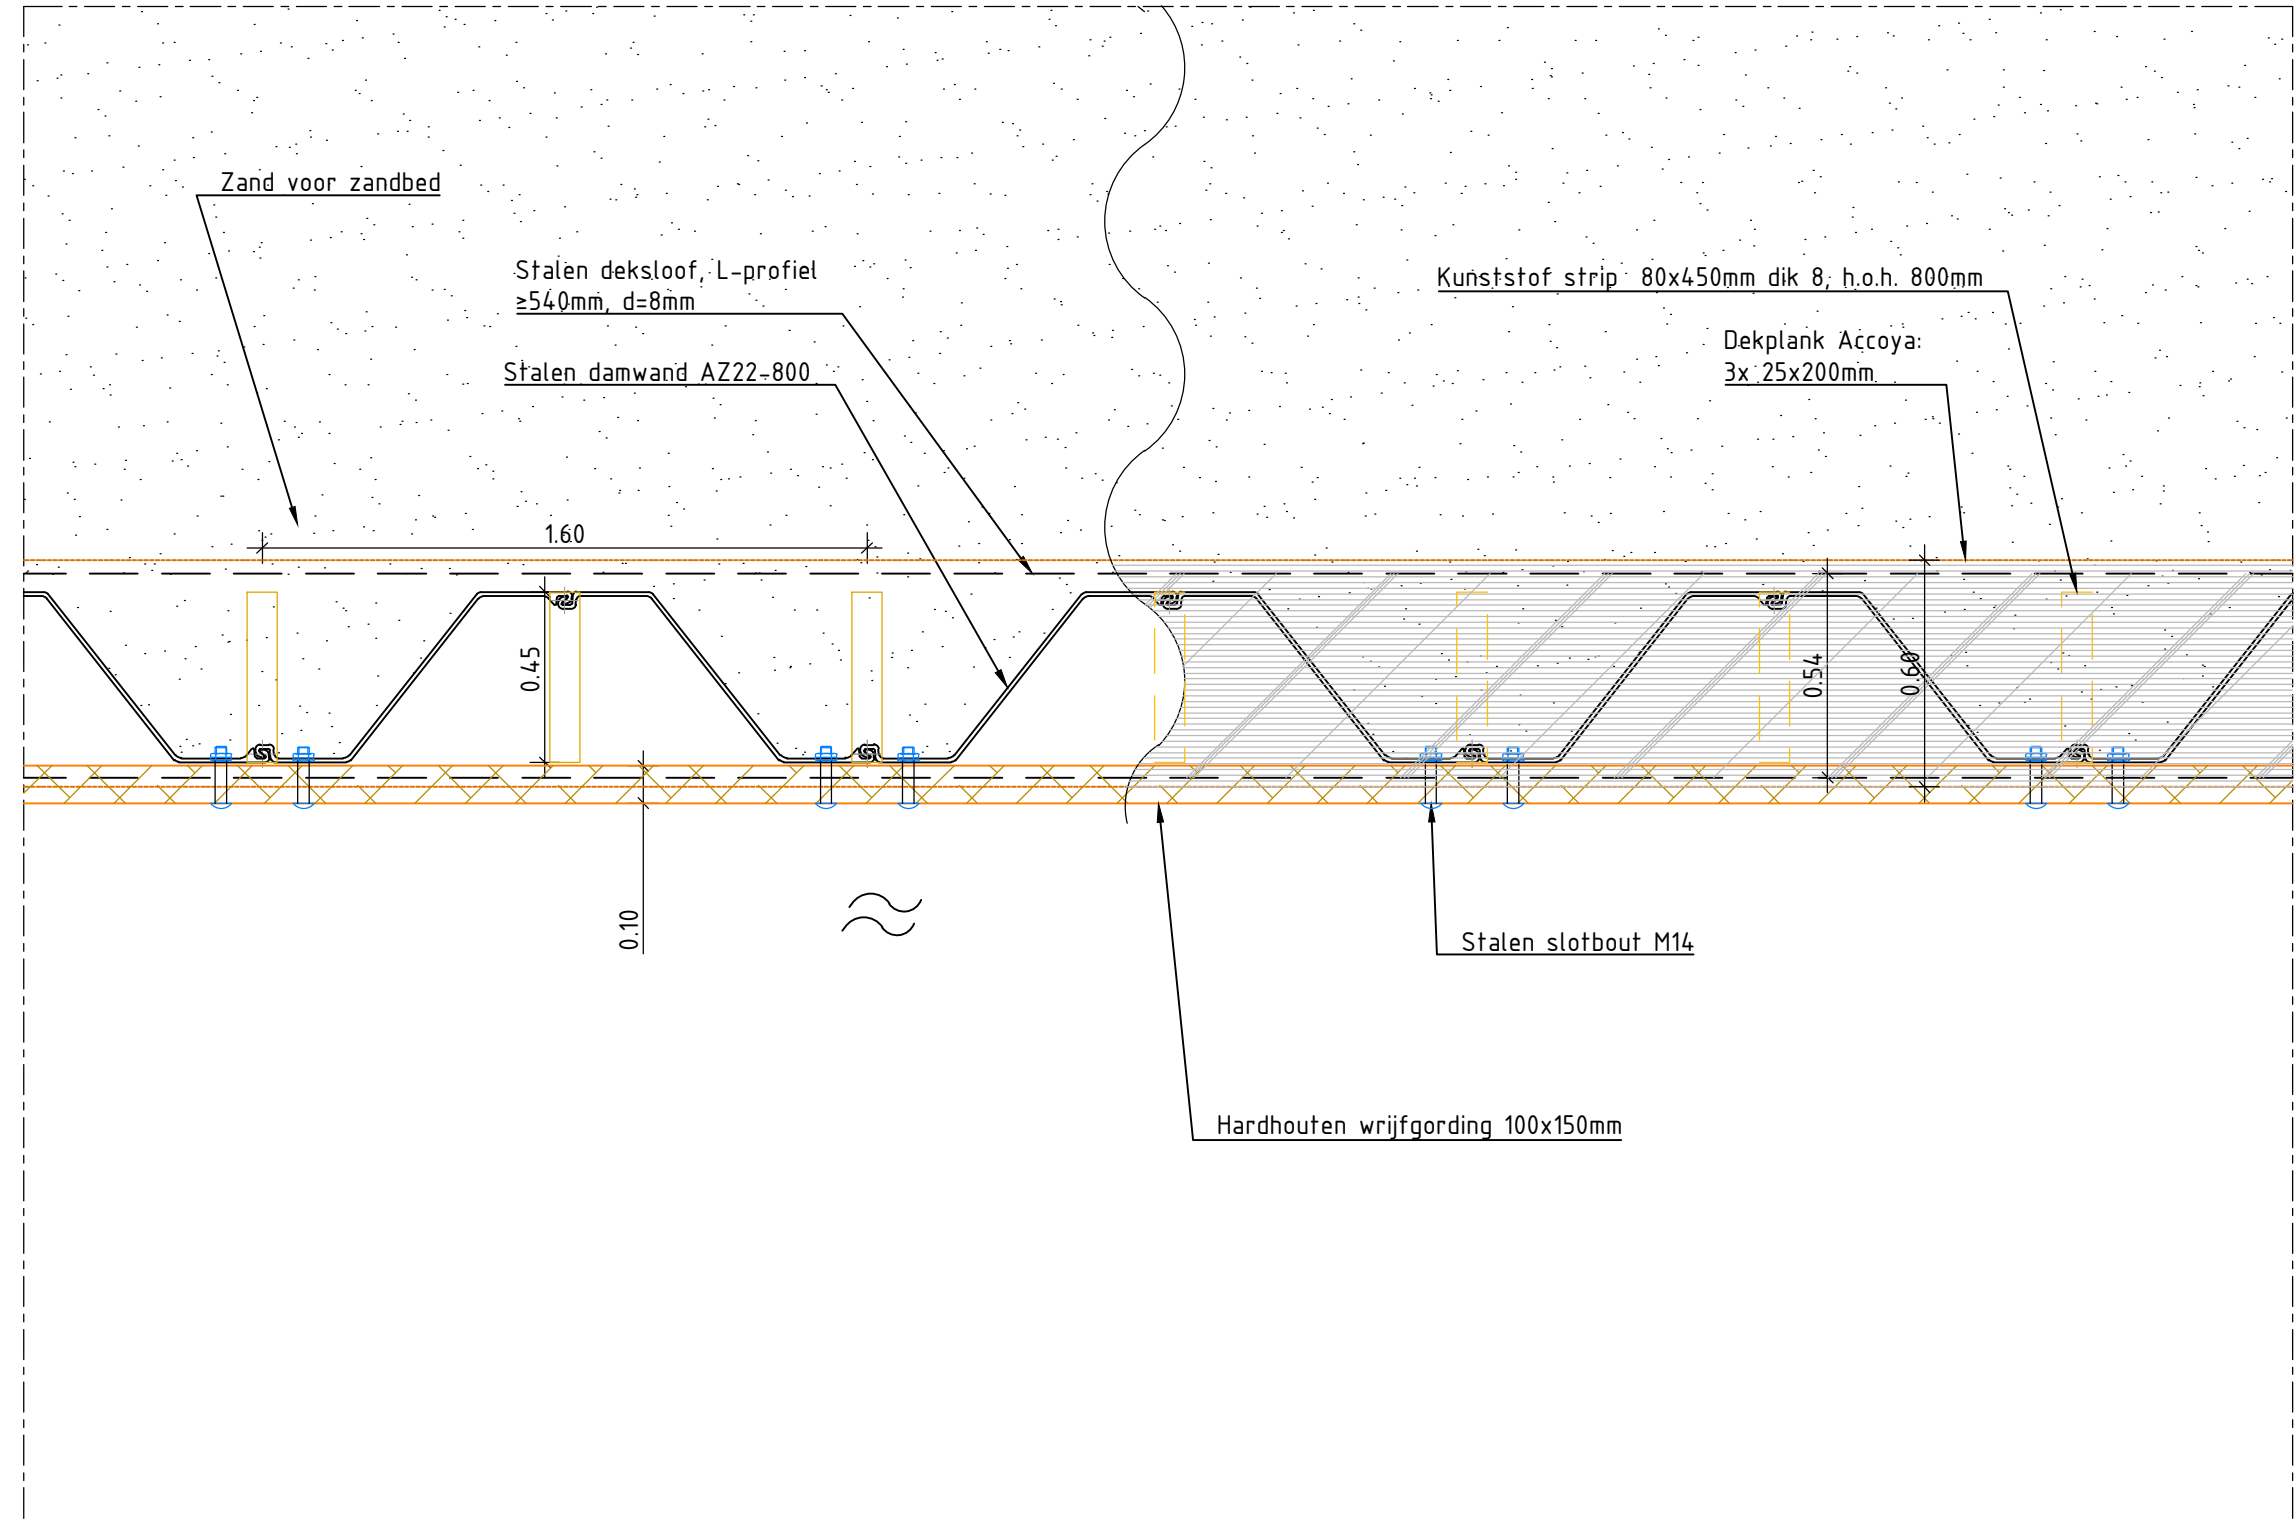 Zand voor zandbed
Stalen deksloof, L-profiel
≥540mm, d=8mm
Stalen damwand AZ22-800
Kunststof strip 80x450mm dik 8, h.o.h. 800mm
Dekplank Accoya:
3x 25x200mm
1.60
0.45
0.54
0.60
0.10
Stalen slotbout M14
Hardhouten wrijfgording 100x150mm